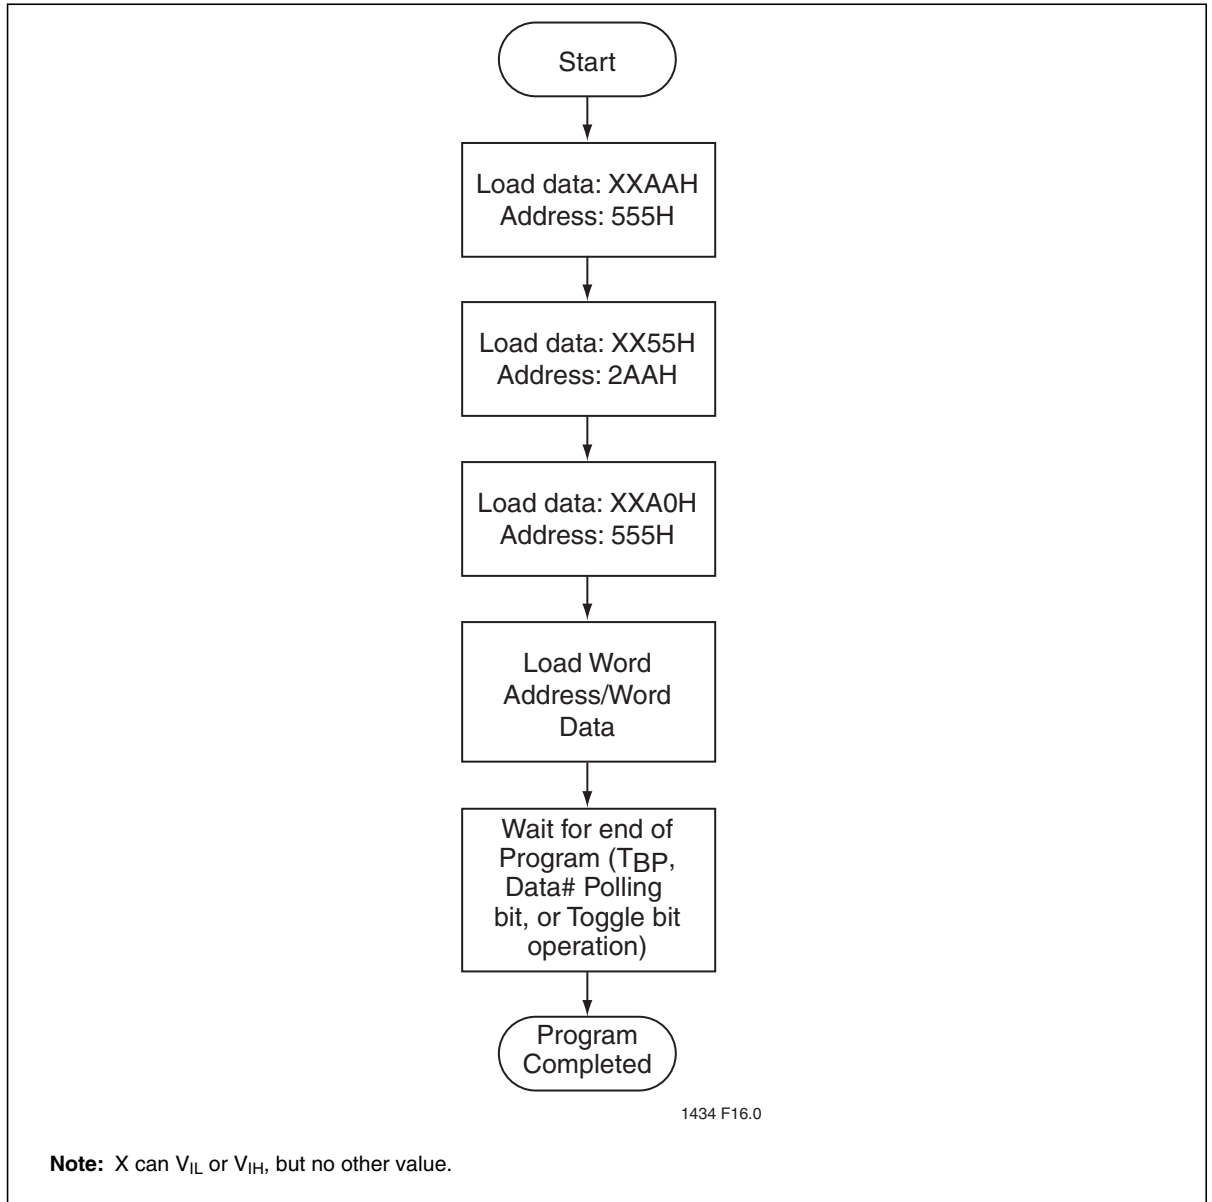 Start
Load data: XXAAH
Address: 555H
Load data: XX55H
Address: 2AAH
Load data: XXA0H
Address: 555H
Load Word
Address/Word
Data
Wait for end of
Program (TBP,
Data# Polling
bit, or Toggle bit
operation)
Program
Completed
1434 F16.0
Note: X can VIL or VIH, but no other value.